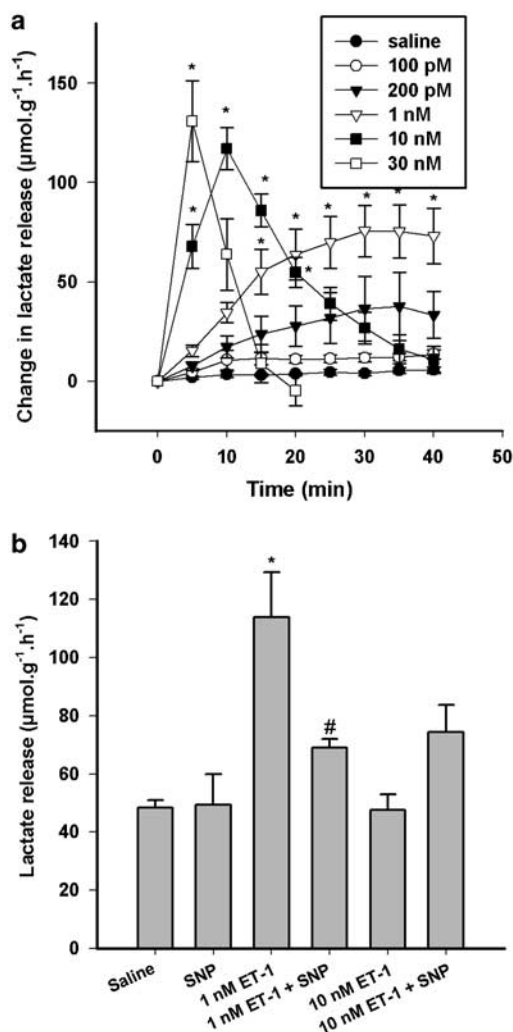 a
Change in lactate release (µmol.g⁻¹.h⁻¹)
150
100
50
0
saline
100 pM
200 pM
1 nM
10 nM
30 nM
* * * * * * * * * * *
0 10 20 30 40 50
Time (min)
b
Lactate release (µmol.g⁻¹.h⁻¹)
140
120
100
80
60
40
20
0
*
#
Saline
SNP
1 nM ET-1
1 nM ET-1 + SNP
10 nM ET-1
10 nM ET-1 + SNP